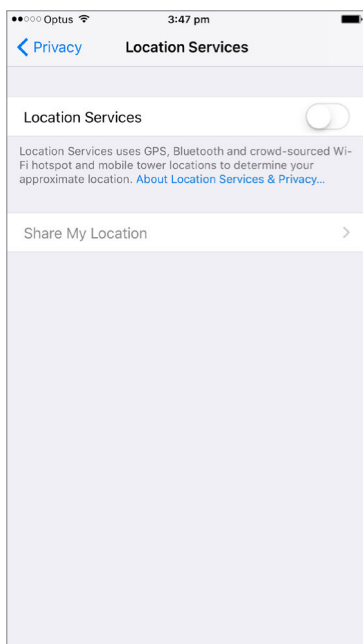 Optus 3:47 pm
Privacy Location Services
Location Services
Location Services uses GPS, Bluetooth and crowd-sourced Wi-
Fi hotspot and mobile tower locations to determine your
approximate location. About Location Services & Privacy...
Share My Location